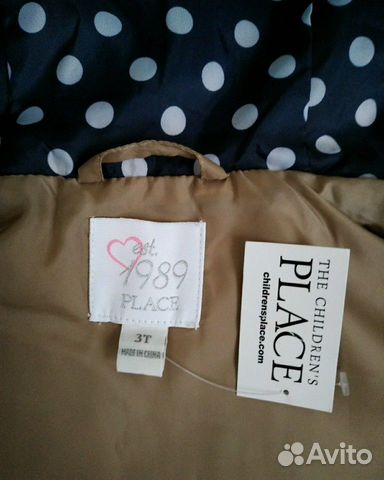 est.
1989
PLACE
3T
MADE IN CHINA
THE CHILDREN'S
PLACE
childrensplace.com
Avito